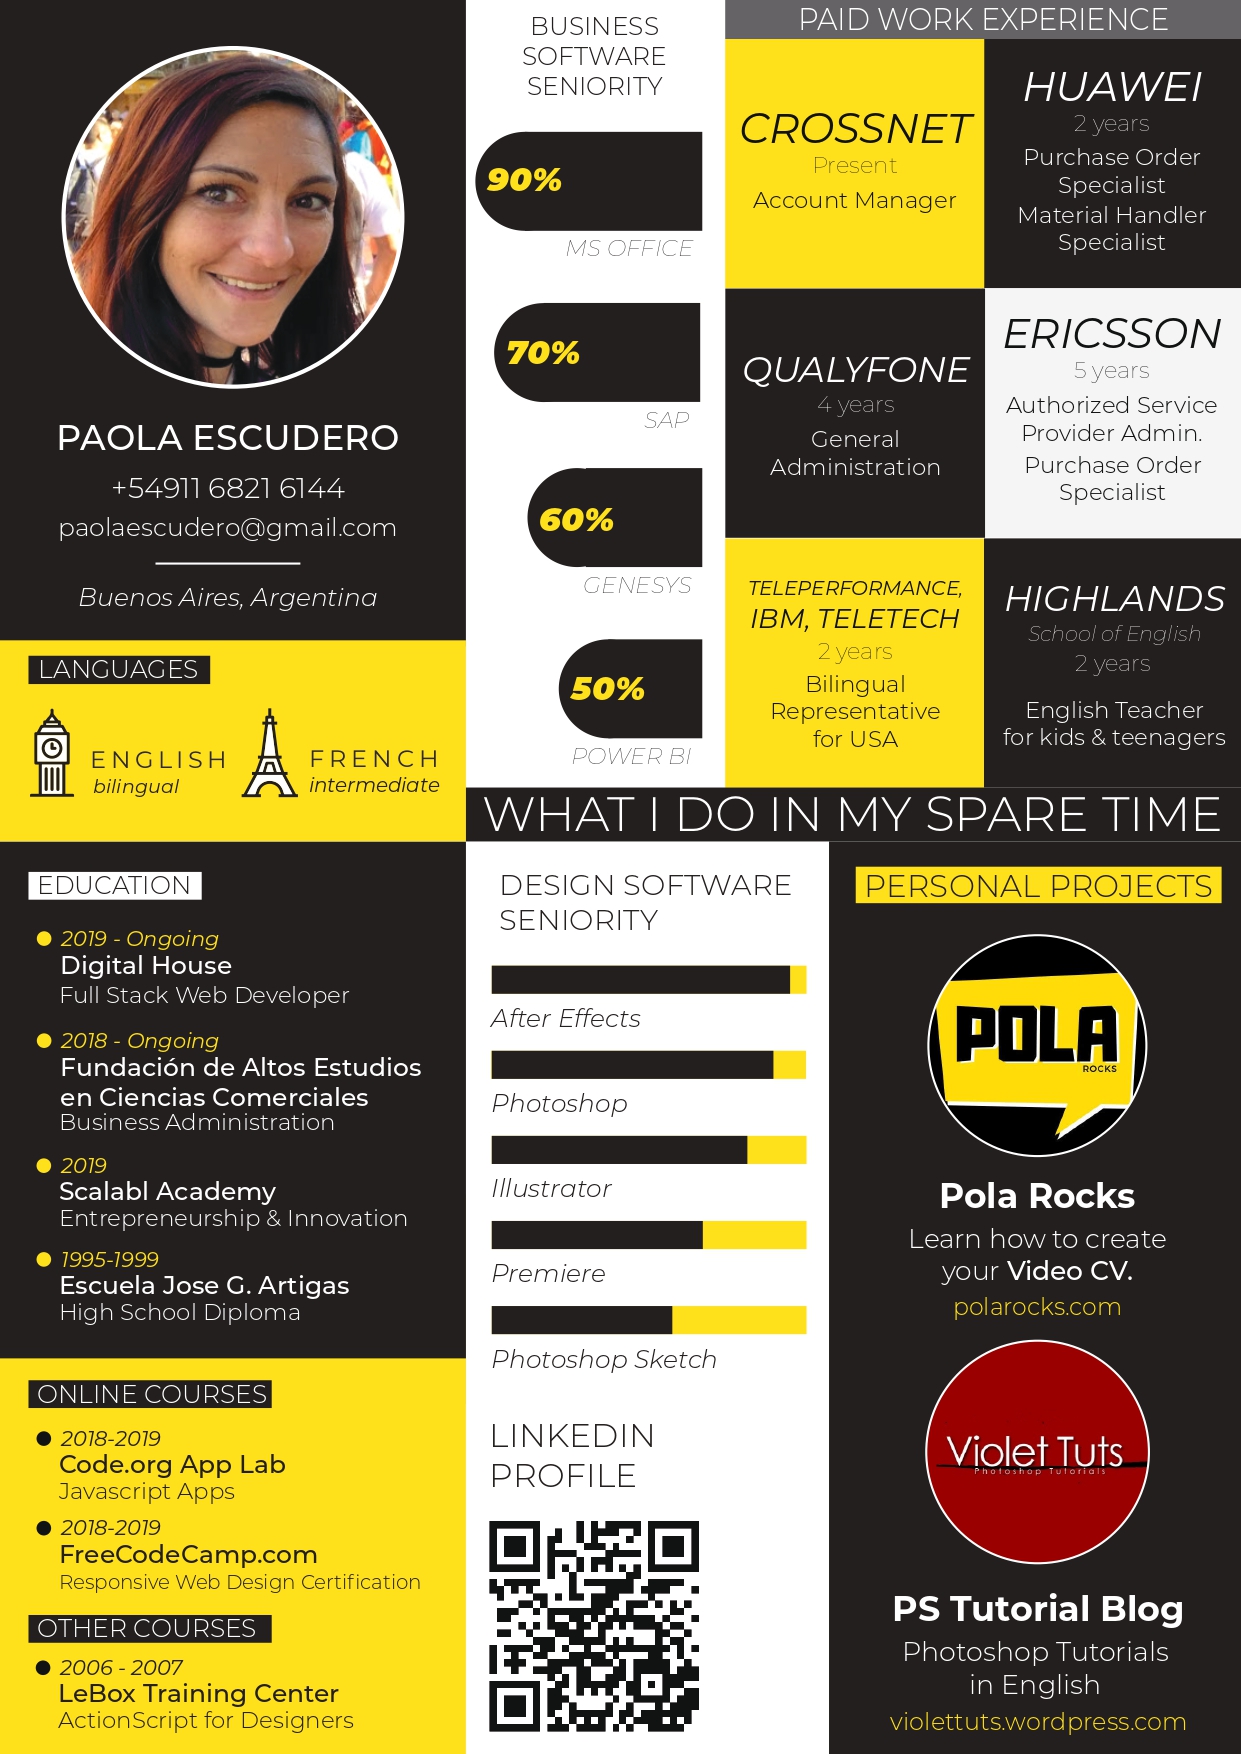 PAOLA ESCUDERO
+54911 6821 6144
paolaescudero@gmail.com
Buenos Aires, Argentina
LANGUAGES
ENGLISH
bilingual
FRENCH
intermediate
EDUCATION
2019 - Ongoing
Digital House
Full Stack Web Developer
2018 - Ongoing
Fundación de Altos Estudios
en Ciencias Comerciales
Business Administration
2019
Scalabl Academy
Entrepreneurship & Innovation
1995-1999
Escuela Jose G. Artigas
High School Diploma
ONLINE COURSES
2018-2019
Code.org App Lab
Javascript Apps
2018-2019
FreeCodeCamp.com
Responsive Web Design Certification
OTHER COURSES
2006 - 2007
LeBox Training Center
ActionScript for Designers
BUSINESS
SOFTWARE
SENIORITY
90%
MS OFFICE
70%
SAP
60%
GENESYS
50%
POWER BI
PAID WORK EXPERIENCE
CROSSNET
Present
Account Manager
HUAWEI
2 years
Purchase Order
Specialist
Material Handler
Specialist
QUALYFONE
4 years
General
Administration
ERICSSON
5 years
Authorized Service
Provider Admin.
Purchase Order
Specialist
TELEPERFORMANCE,
IBM, TELETECH
2 years
Bilingual
Representative
for USA
HIGHLANDS
School of English
2 years
English Teacher
for kids & teenagers
WHAT I DO IN MY SPARE TIME
DESIGN SOFTWARE
SENIORITY
After Effects
Photoshop
Illustrator
Premiere
Photoshop Sketch
LINKEDIN
PROFILE
PERSONAL PROJECTS
POLA
ROCKS
Pola Rocks
Learn how to create
your Video CV.
polarocks.com
Violet Tuts
Photoshop Tutorials
PS Tutorial Blog
Photoshop Tutorials
in English
violettuts.wordpress.com